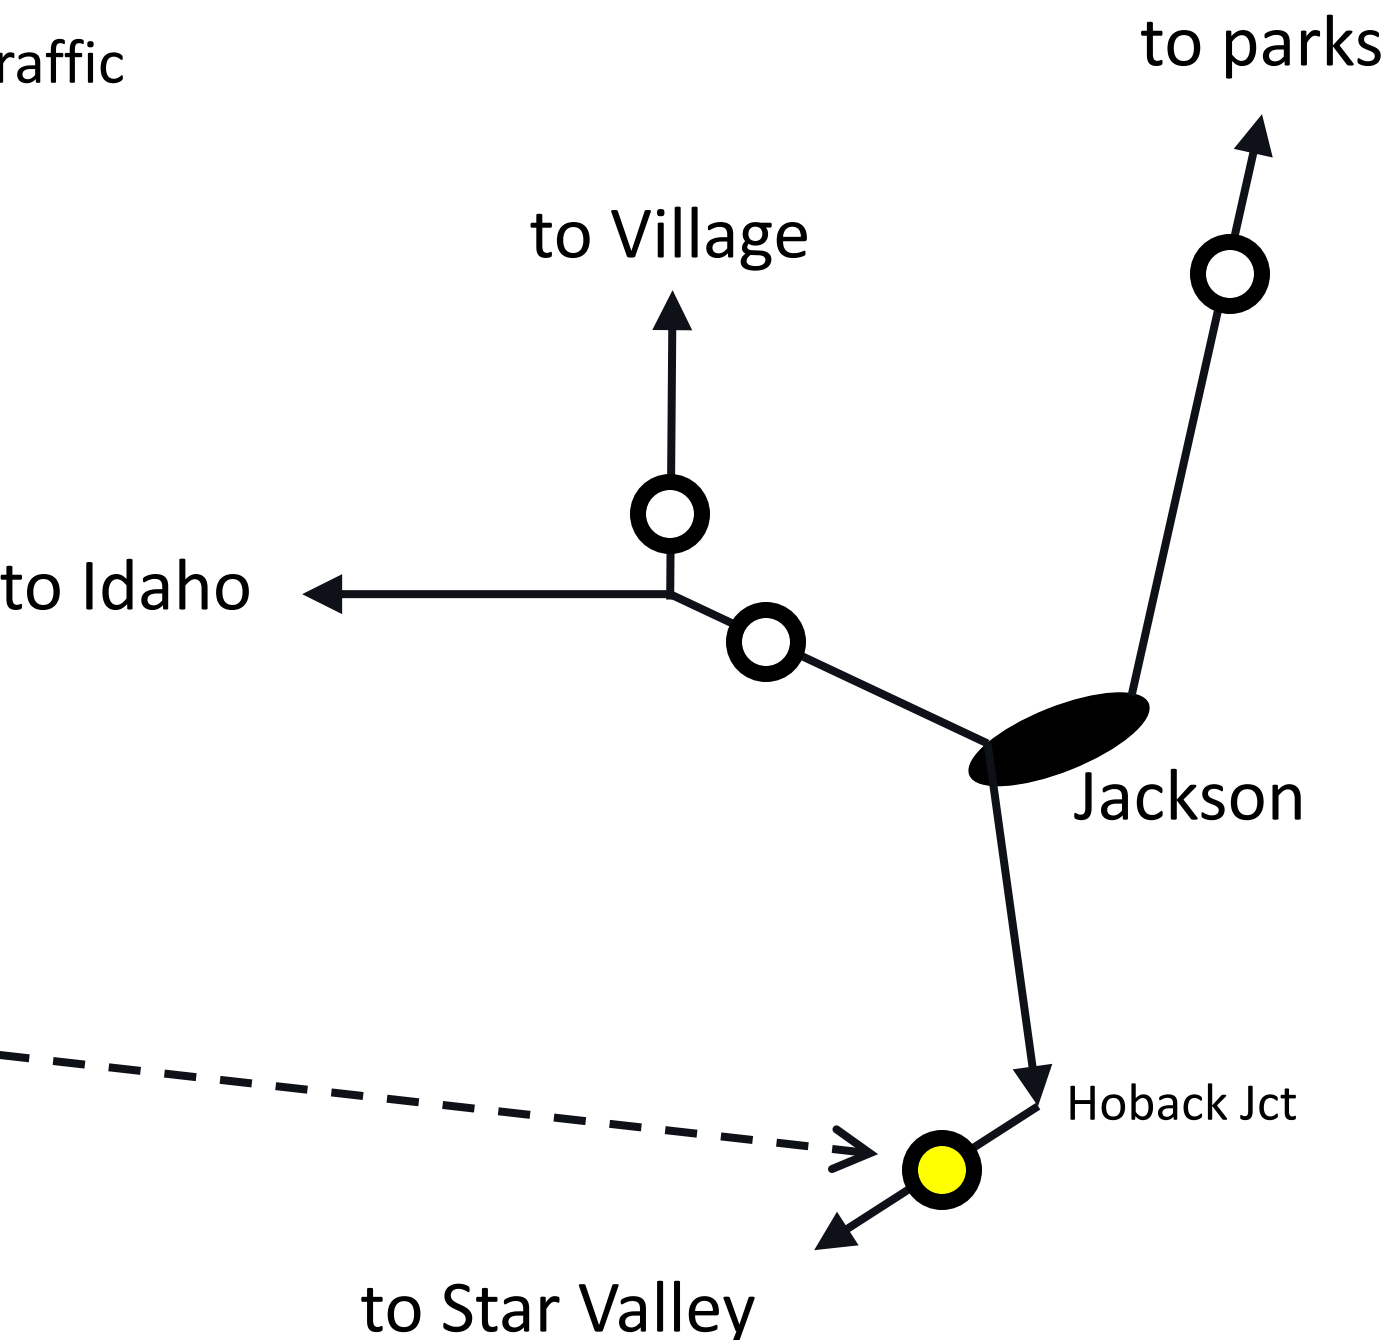 to parks
raffic
to Village
to Idaho
Jackson
Hoback Jct
to Star Valley